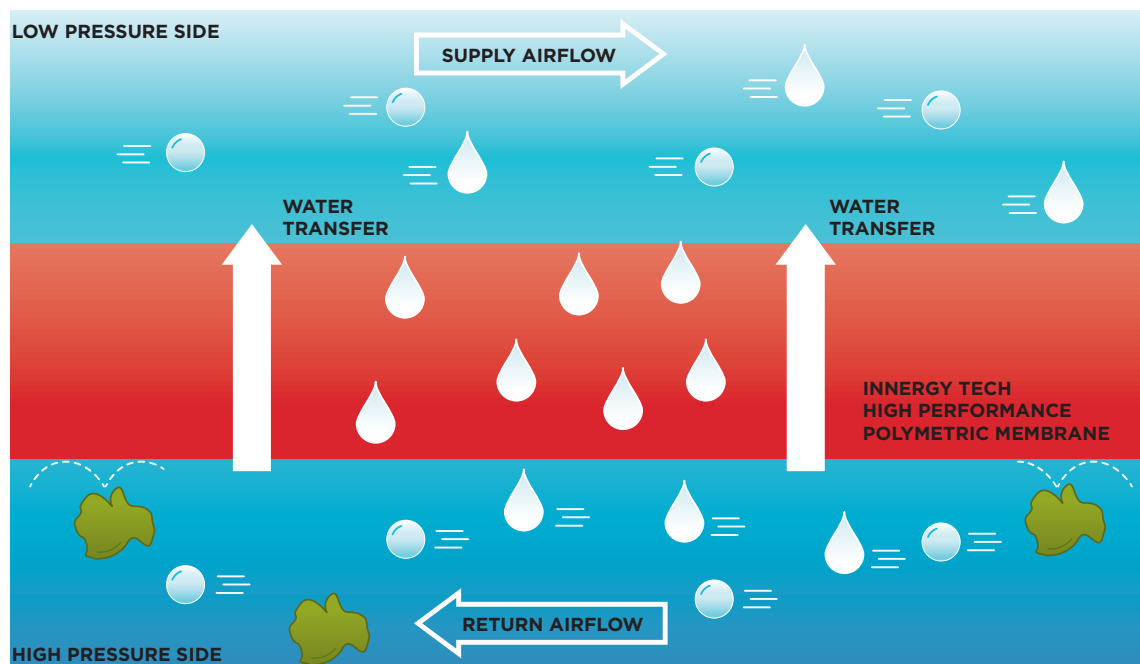 LOW PRESSURE SIDE
SUPPLY AIRFLOW
WATER
TRANSFER
WATER
TRANSFER
INNERGY TECH
HIGH PERFORMANCE
POLYMETRIC MEMBRANE
RETURN AIRFLOW
HIGH PRESSURE SIDE